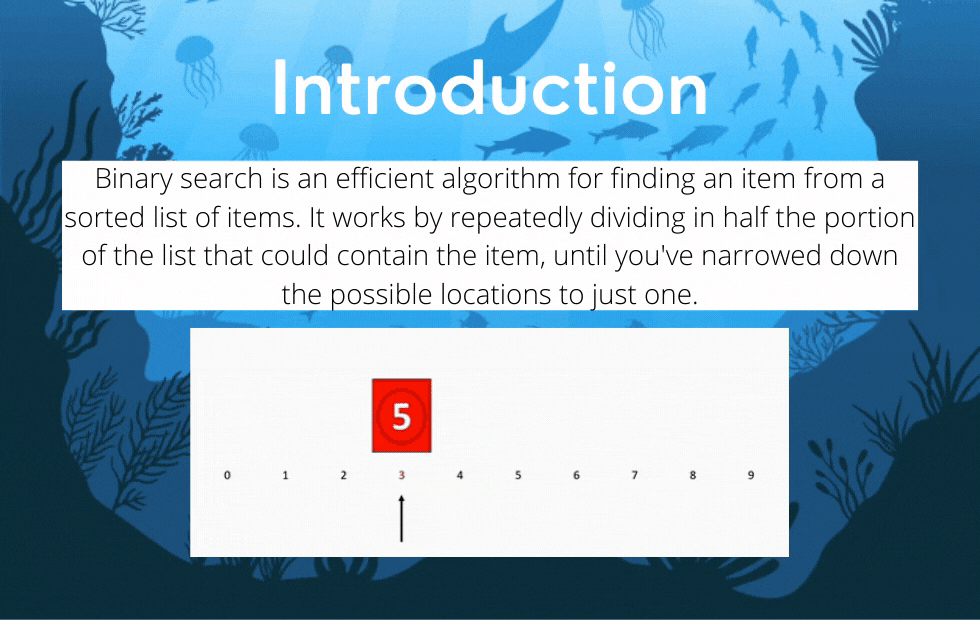 Introduction
Binary search is an efficient algorithm for finding an item from a
sorted list of items. It works by repeatedly dividing in half the portion
of the list that could contain the item, until you've narrowed down
the possible locations to just one.
5
0 1 2 3 4 5 6 7 8 9